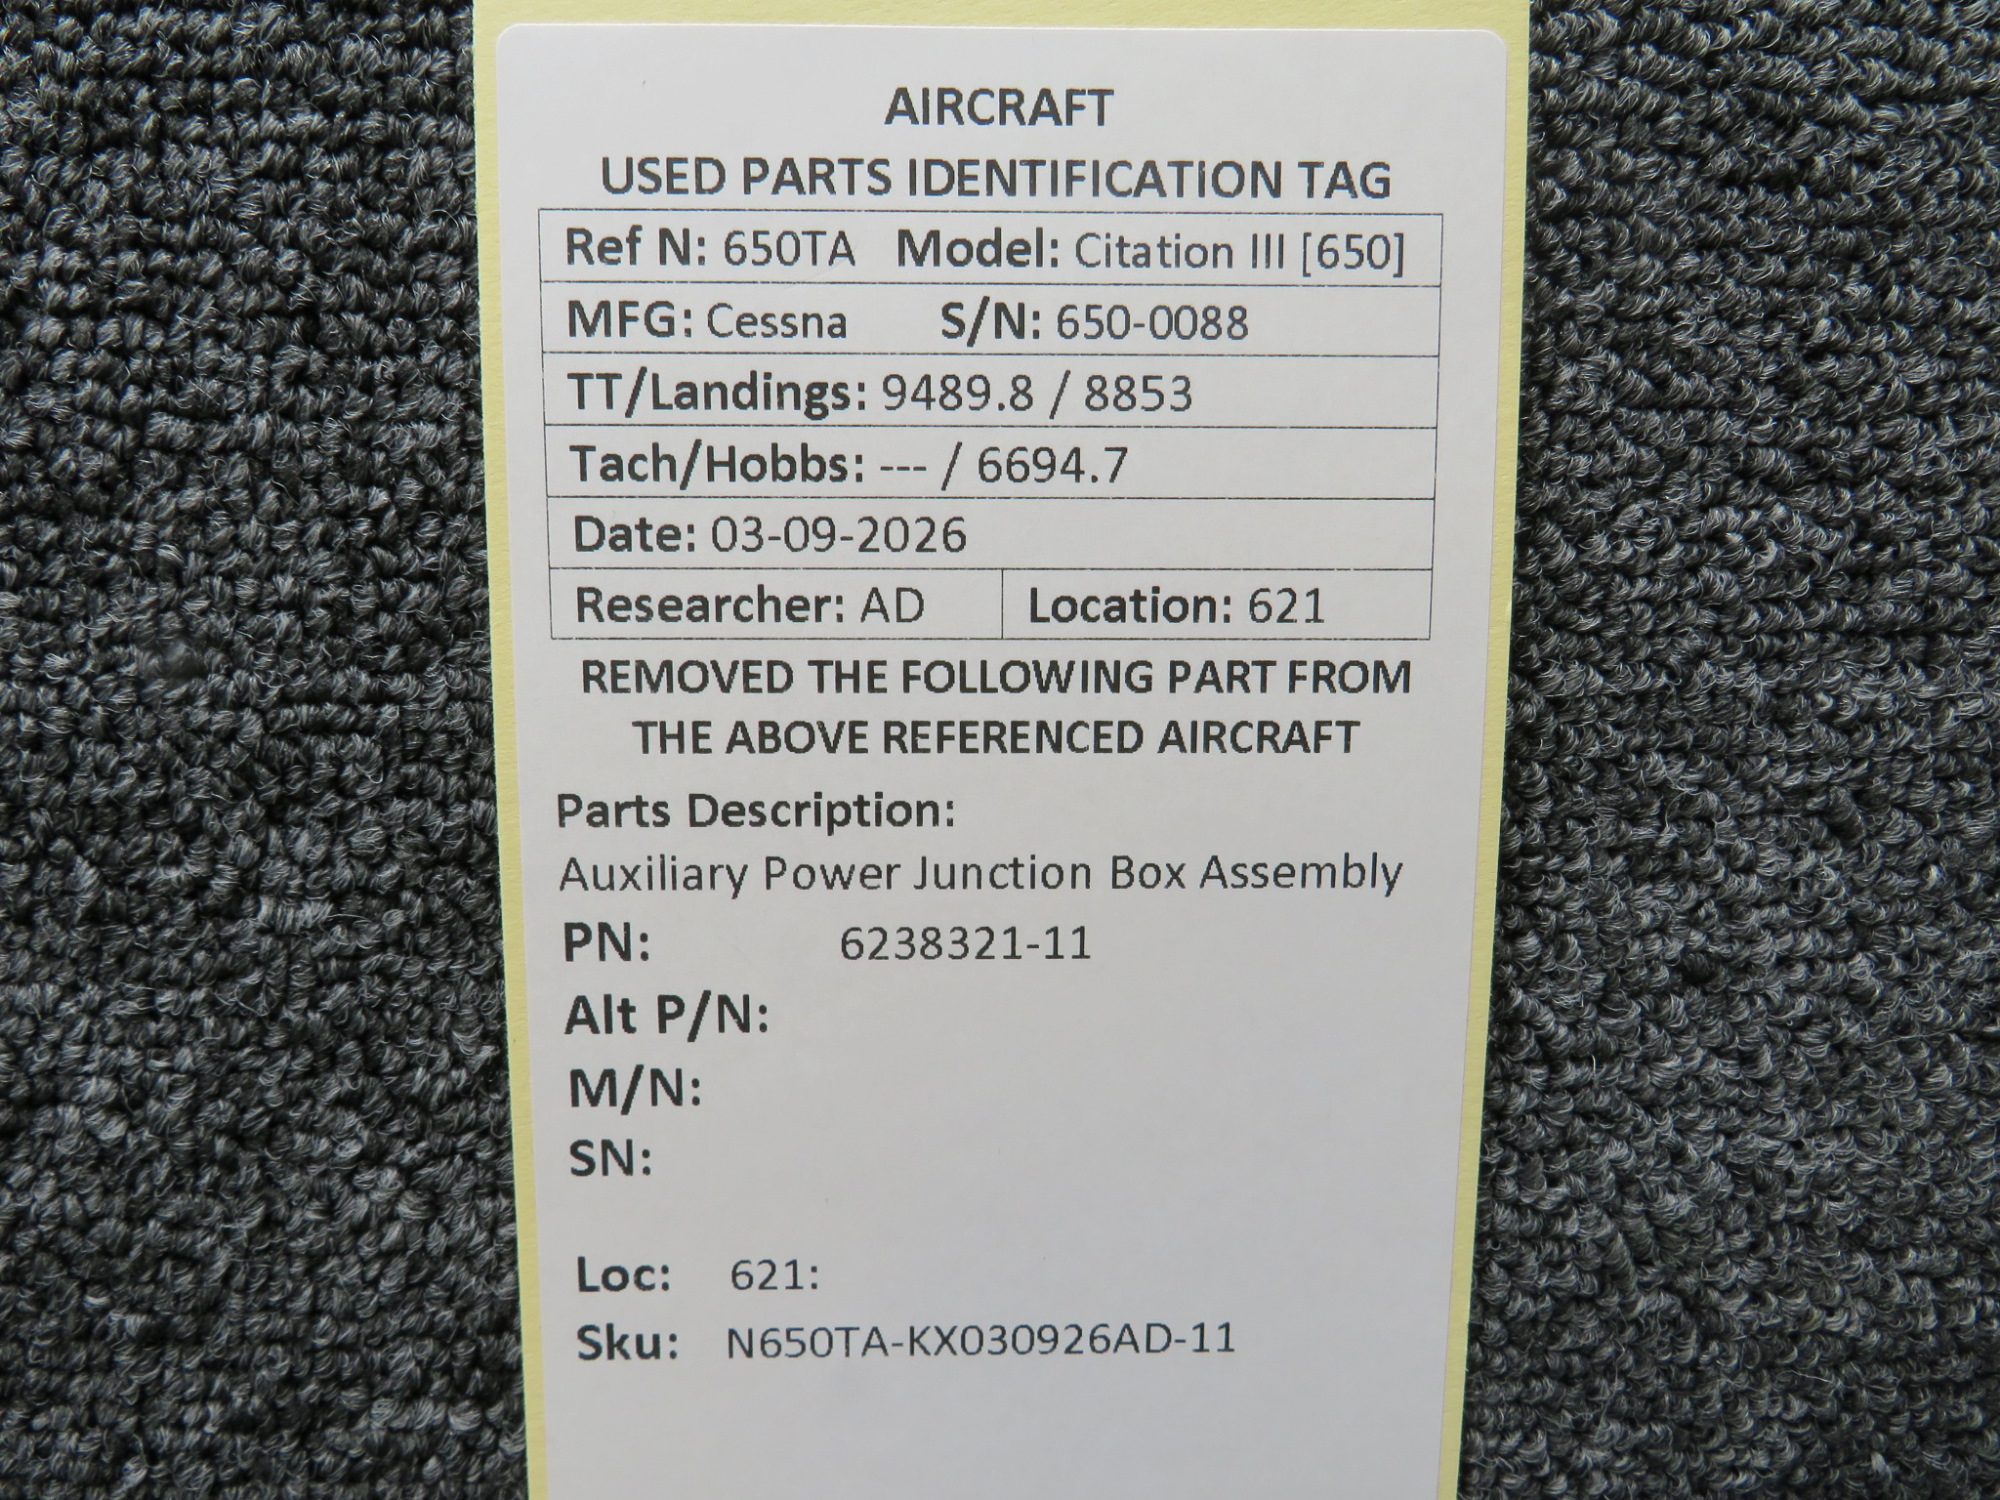 AIRCRAFT
USED PARTS IDENTIFICATION TAG
Ref N: 650TA Model: Citation III [650]
MFG: Cessna S/N: 650-0088
TT/Landings: 9489.8 / 8853
Tach/Hobbs: --- / 6694.7
Date: 03-09-2026
Researcher: AD Location: 621
REMOVED THE FOLLOWING PART FROM
THE ABOVE REFERENCED AIRCRAFT
Parts Description:
Auxiliary Power Junction Box Assembly
PN: 6238321-11
Alt P/N:
M/N:
SN:
Loc: 621:
Sku: N650TA-KX030926AD-11